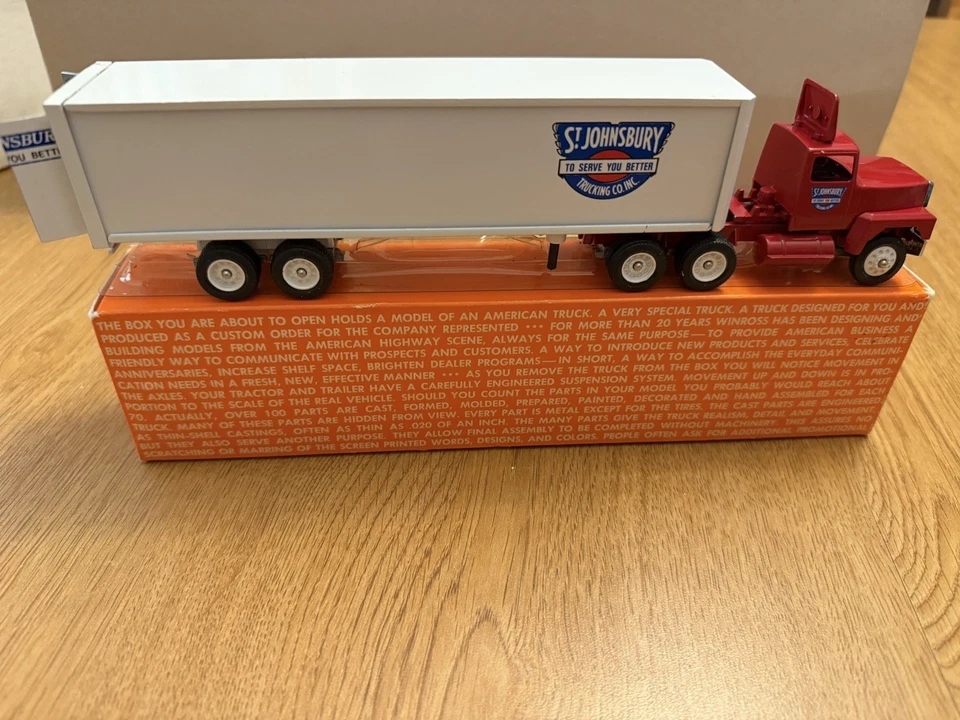 NSBUR
YOU BETT
ST. JOHNSBURY
TO SERVE YOU BETTER
TRUCKING CO. INC.
ST. JOHNSBURY
THE BOX YOU ARE ABOUT TO OPEN HOLDS A MODEL OF AN AMERICAN TRUCK. A VERY SPECIAL TRUCK. A TRUCK DESIGNED FOR YOU AND
PRODUCED AS A CUSTOM ORDER FOR THE COMPANY REPRESENTED ••• FOR MORE THAN 20 YEARS WINROSS HAS BEEN DESIGNING AND
BUILDING MODELS FROM THE AMERICAN HIGHWAY SCENE, ALWAYS FOR THE SAME PURPOSE—TO PROVIDE AMERICAN BUSINESS A
FRIENDLY WAY TO COMMUNICATE WITH PROSPECTS AND CUSTOMERS. A WAY TO INTRODUCE NEW PRODUCTS AND SERVICES, CELEBRATE
ANNIVERSARIES, INCREASE SHELF SPACE, BRIGHTEN DEALER PROGRAMS—IN SHORT, A WAY TO ACCOMPLISH THE EVERYDAY COMMUNI
CATION NEEDS IN A FRESH, NEW, EFFECTIVE MANNER ••• AS YOU REMOVE THE TRUCK FROM THE BOX YOU WILL NOTICE MOVEMENT IN
THE AXLES. YOUR TRACTOR AND TRAILER HAVE A CAREFULLY ENGINEERED SUSPENSION SYSTEM. MOVEMENT UP AND DOWN IS IN PRO
PORTION TO THE SCALE OF THE REAL VEHICLE. SHOULD YOU COUNT THE PARTS IN YOUR MODEL YOU PROBABLY WOULD REACH ABOUT
70. ACTUALLY, OVER 100 PARTS ARE CAST, FORMED, MOLDED, PREPARED, PAINTED, DECORATED AND HAND ASSEMBLED FOR EACH
TRUCK. MANY OF THESE PARTS ARE HIDDEN FROM VIEW. EVERY PART IS METAL EXCEPT FOR THE TIRES. THE CAST PARTS ARE DESIGNED
AS THIN-SHELL CASTINGS, OFTEN AS THIN AS .020 OF AN INCH. THE MANY PARTS GIVE THE TRUCK REALISM, DETAIL AND MOVEMENT,
BUT THEY ALSO SERVE ANOTHER PURPOSE. THEY ALLOW FINAL ASSEMBLY TO BE COMPLETED WITHOUT MACHINERY. THIS ASSURES NO
SCRATCHING OR MARRING OF THE SCREEN PRINTED WORDS, DESIGNS, AND COLORS. PEOPLE OFTEN ASK FOR ADDITIONAL PROMOTIONAL